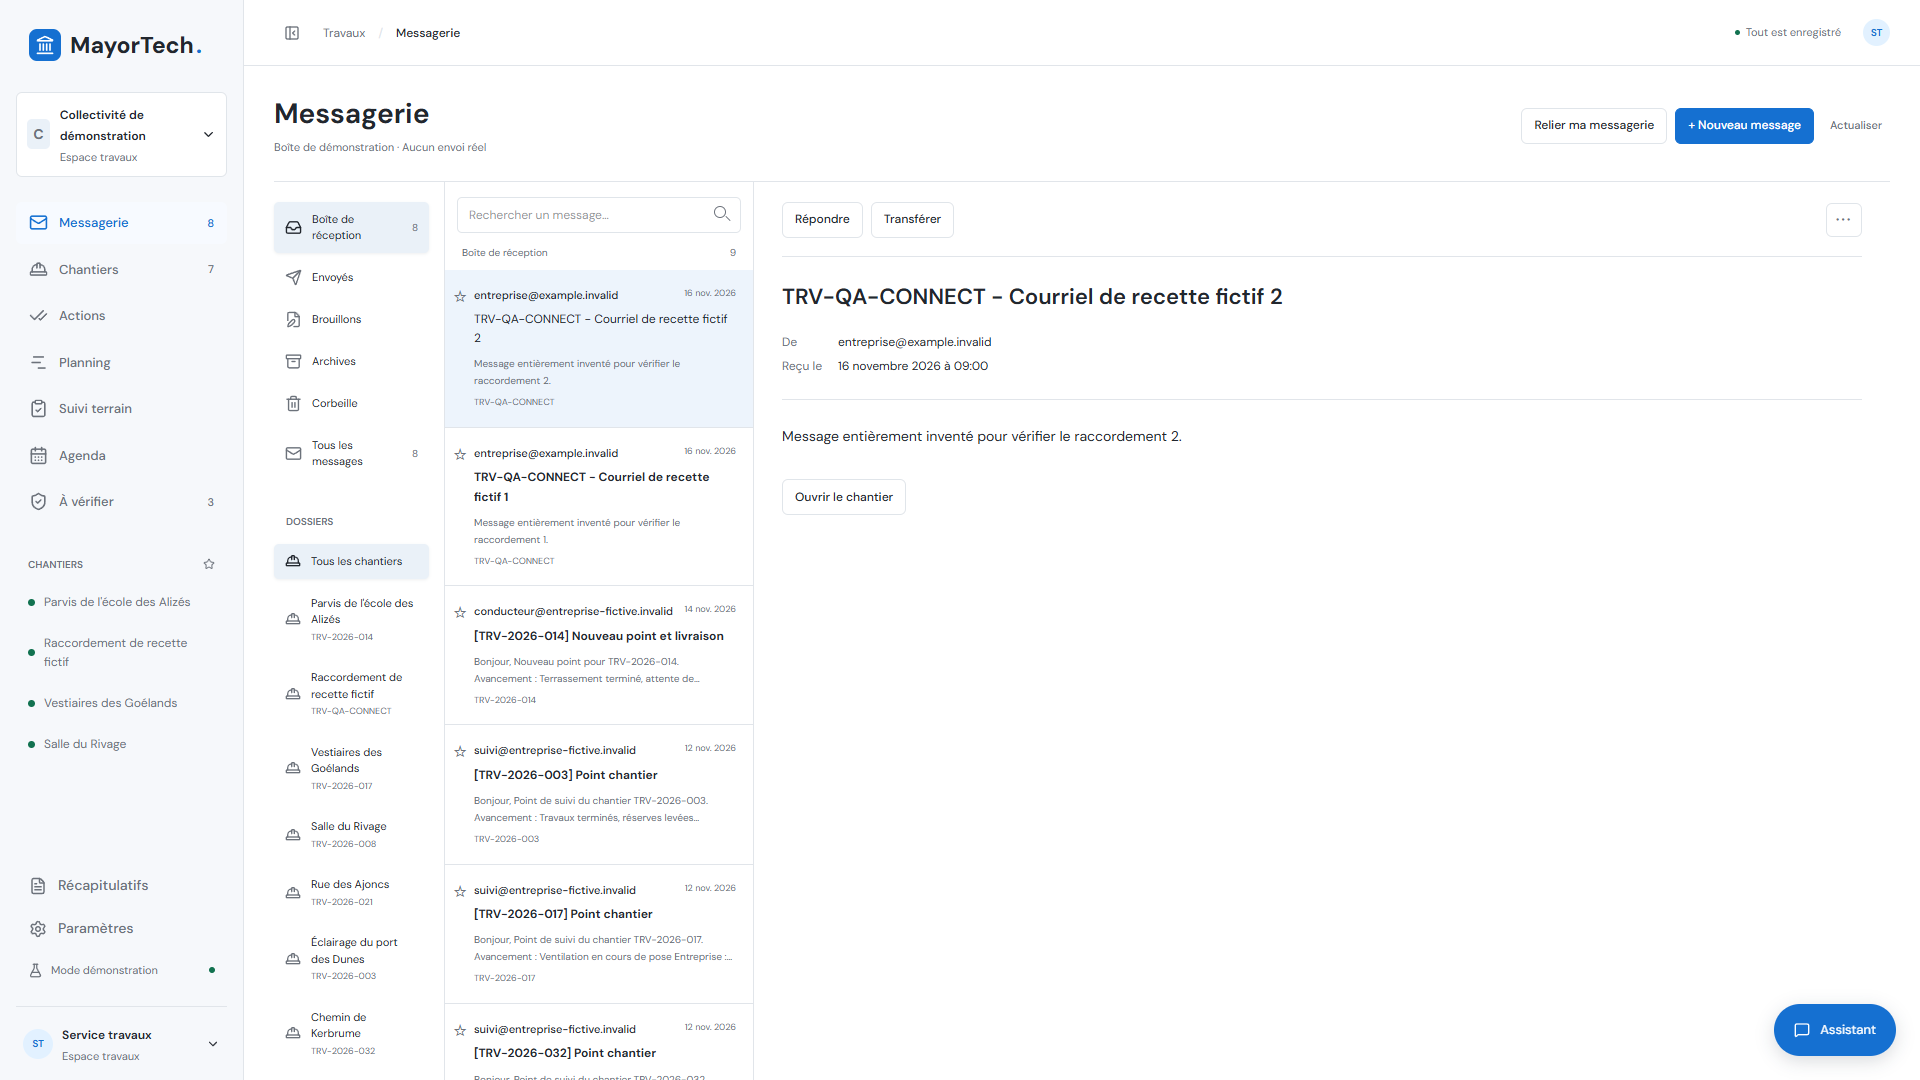 MayorTech.
Collectivité de
démonstration
Espace travaux
C
Messagerie 8
Chantiers 7
Actions
Planning
Suivi terrain
Agenda
À vérifier 3
CHANTIERS
Parvis de l'école des Alizés
Raccordement de recette
fictif
Vestiaires des Goélands
Salle du Rivage
Récapitulatifs
Paramètres
Mode démonstration
ST
Service travaux
Espace travaux
Travaux / Messagerie
Tout est enregistré
ST
Messagerie
Boîte de démonstration · Aucun envoi réel
Relier ma messagerie
+ Nouveau message
Actualiser
Boîte de
réception
8
Envoyés
Brouillons
Archives
Corbeille
Tous les
messages
8
DOSSIERS
Tous les chantiers
Parvis de l'école des
Alizés
TRV-2026-014
Raccordement de
recette fictif
TRV-QA-CONNECT
Vestiaires des
Goélands
TRV-2026-017
Salle du Rivage
TRV-2026-008
Rue des Ajoncs
TRV-2026-021
Éclairage du port
des Dunes
TRV-2026-003
Chemin de
Kerbrume
TRV-2026-032
Rechercher un message...
Boîte de réception 9
entreprise@example.invalid 16 nov. 2026
TRV-QA-CONNECT - Courriel de recette fictif
2
Message entièrement inventé pour vérifier le
raccordement 2.
TRV-QA-CONNECT
entreprise@example.invalid 16 nov. 2026
TRV-QA-CONNECT - Courriel de recette
fictif 1
Message entièrement inventé pour vérifier le
raccordement 1.
TRV-QA-CONNECT
conducteur@entreprise-fictive.invalid 14 nov. 2026
[TRV-2026-014] Nouveau point et livraison
Bonjour, Nouveau point pour TRV-2026-014.
Avancement : Terrassement terminé, attente de...
TRV-2026-014
suivi@entreprise-fictive.invalid 12 nov. 2026
[TRV-2026-003] Point chantier
Bonjour, Point de suivi du chantier TRV-2026-003.
Avancement : Travaux terminés, réserves levées...
TRV-2026-003
suivi@entreprise-fictive.invalid 12 nov. 2026
[TRV-2026-017] Point chantier
Bonjour, Point de suivi du chantier TRV-2026-017.
Avancement : Ventilation en cours de pose Entreprise :...
TRV-2026-017
suivi@entreprise-fictive.invalid 12 nov. 2026
[TRV-2026-032] Point chantier
Bonjour, Point de suivi du chantier TRV-2026-032.
Répondre
Transférer
...
TRV-QA-CONNECT - Courriel de recette fictif 2
De entreprise@example.invalid
Reçu le 16 novembre 2026 à 09:00
Message entièrement inventé pour vérifier le raccordement 2.
Ouvrir le chantier
Assistant